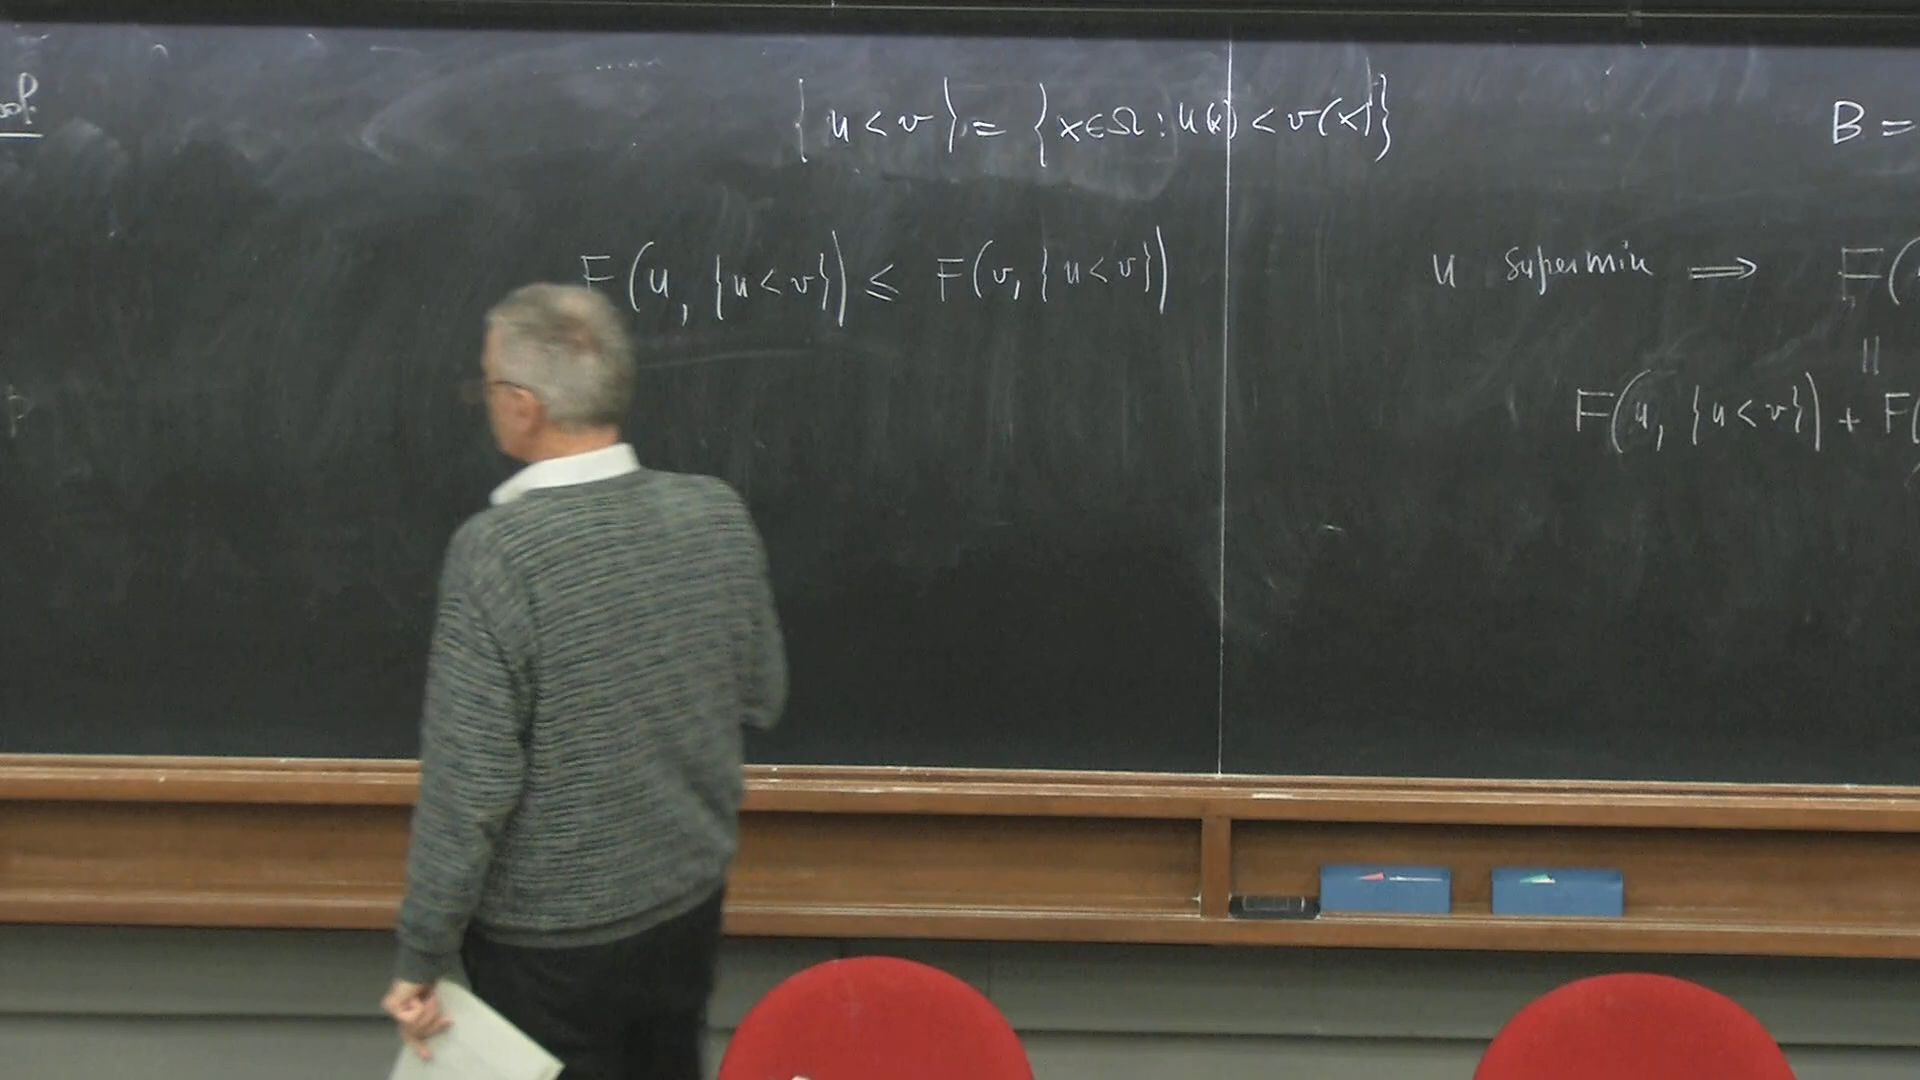 {u < v} = {x ∈ Ω : u(x) < v(x)}
B =
F(u, {u < v}) ≤ F(v, {u < v})
u supermin ⟹ F(
||
F(u, {u < v}) + F(